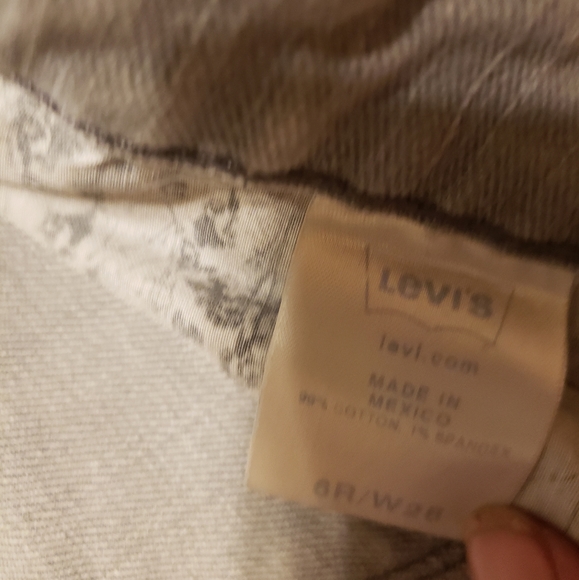 LEVI'S
levi.com
MADE IN
MEXICO
99% COTTON, 1% SPANDEX
6R/W28